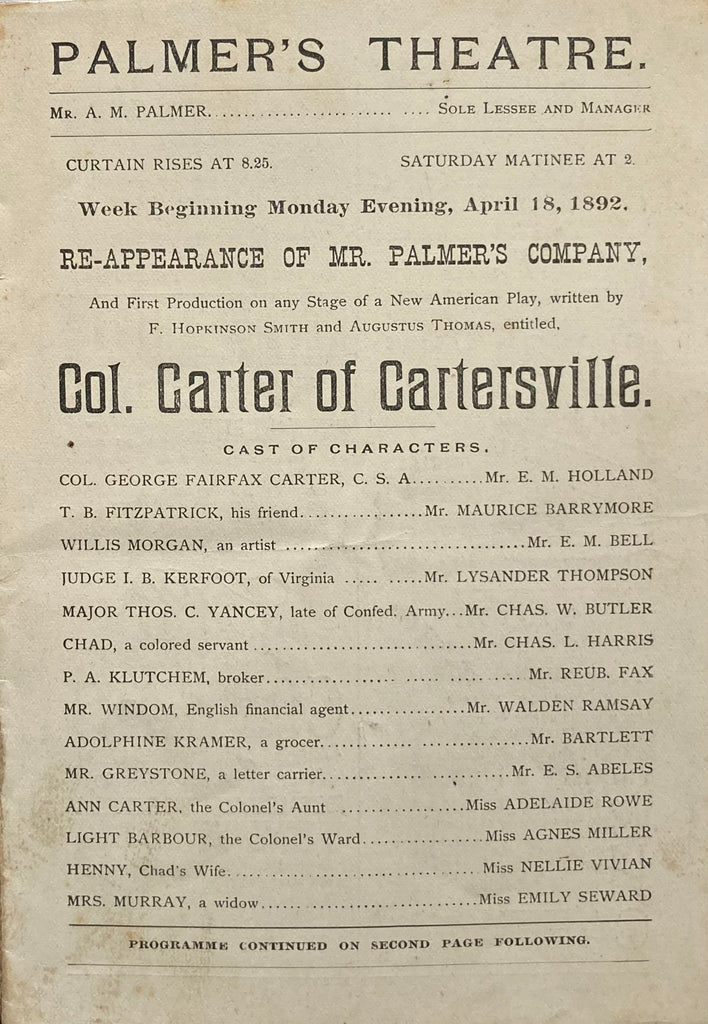 PALMER'S THEATRE.
MR. A. M. PALMER............................. SOLE LESSEE AND MANAGER
CURTAIN RISES AT 8.25. SATURDAY MATINEE AT 2.
Week Beginning Monday Evening, April 18, 1892.
RE-APPEARANCE OF MR. PALMER'S COMPANY,
And First Production on any Stage of a New American Play, written by
F. HOPKINSON SMITH and AUGUSTUS THOMAS, entitled,
Col. Carter of Cartersville.
CAST OF CHARACTERS.
COL. GEORGE FAIRFAX CARTER, C. S. A..........Mr. E. M. HOLLAND
T. B. FITZPATRICK, his friend.................Mr. MAURICE BARRYMORE
WILLIS MORGAN, an artist .................................Mr. E. M. BELL
JUDGE I. B. KERFOOT, of Virginia ..... .....Mr. LYSANDER THOMPSON
MAJOR THOS. C. YANCEY, late of Confed. Army...Mr. CHAS. W. BUTLER
CHAD, a colored servant ..............................Mr. CHAS. L. HARRIS
P. A. KLUTCHEM, broker.................. ..... ..... ........... Mr. REUB. FAX
MR. WINDOM, English financial agent................Mr. WALDEN RAMSAY
ADOLPHINE KRAMER, a grocer............ ................Mr. BARTLETT
MR. GREYSTONE, a letter carrier............. ............Mr. E. S. ABELES
ANN CARTER, the Colonel's Aunt ................Miss ADELAIDE ROWE
LIGHT BARBOUR, the Colonel's Ward................Miss AGNES MILLER
HENNY, Chad's Wife.................................. Miss NELLIE VIVIAN
MRS. MURRAY, a widow.............................Miss EMILY SEWARD
PROGRAMME CONTINUED ON SECOND PAGE FOLLOWING.